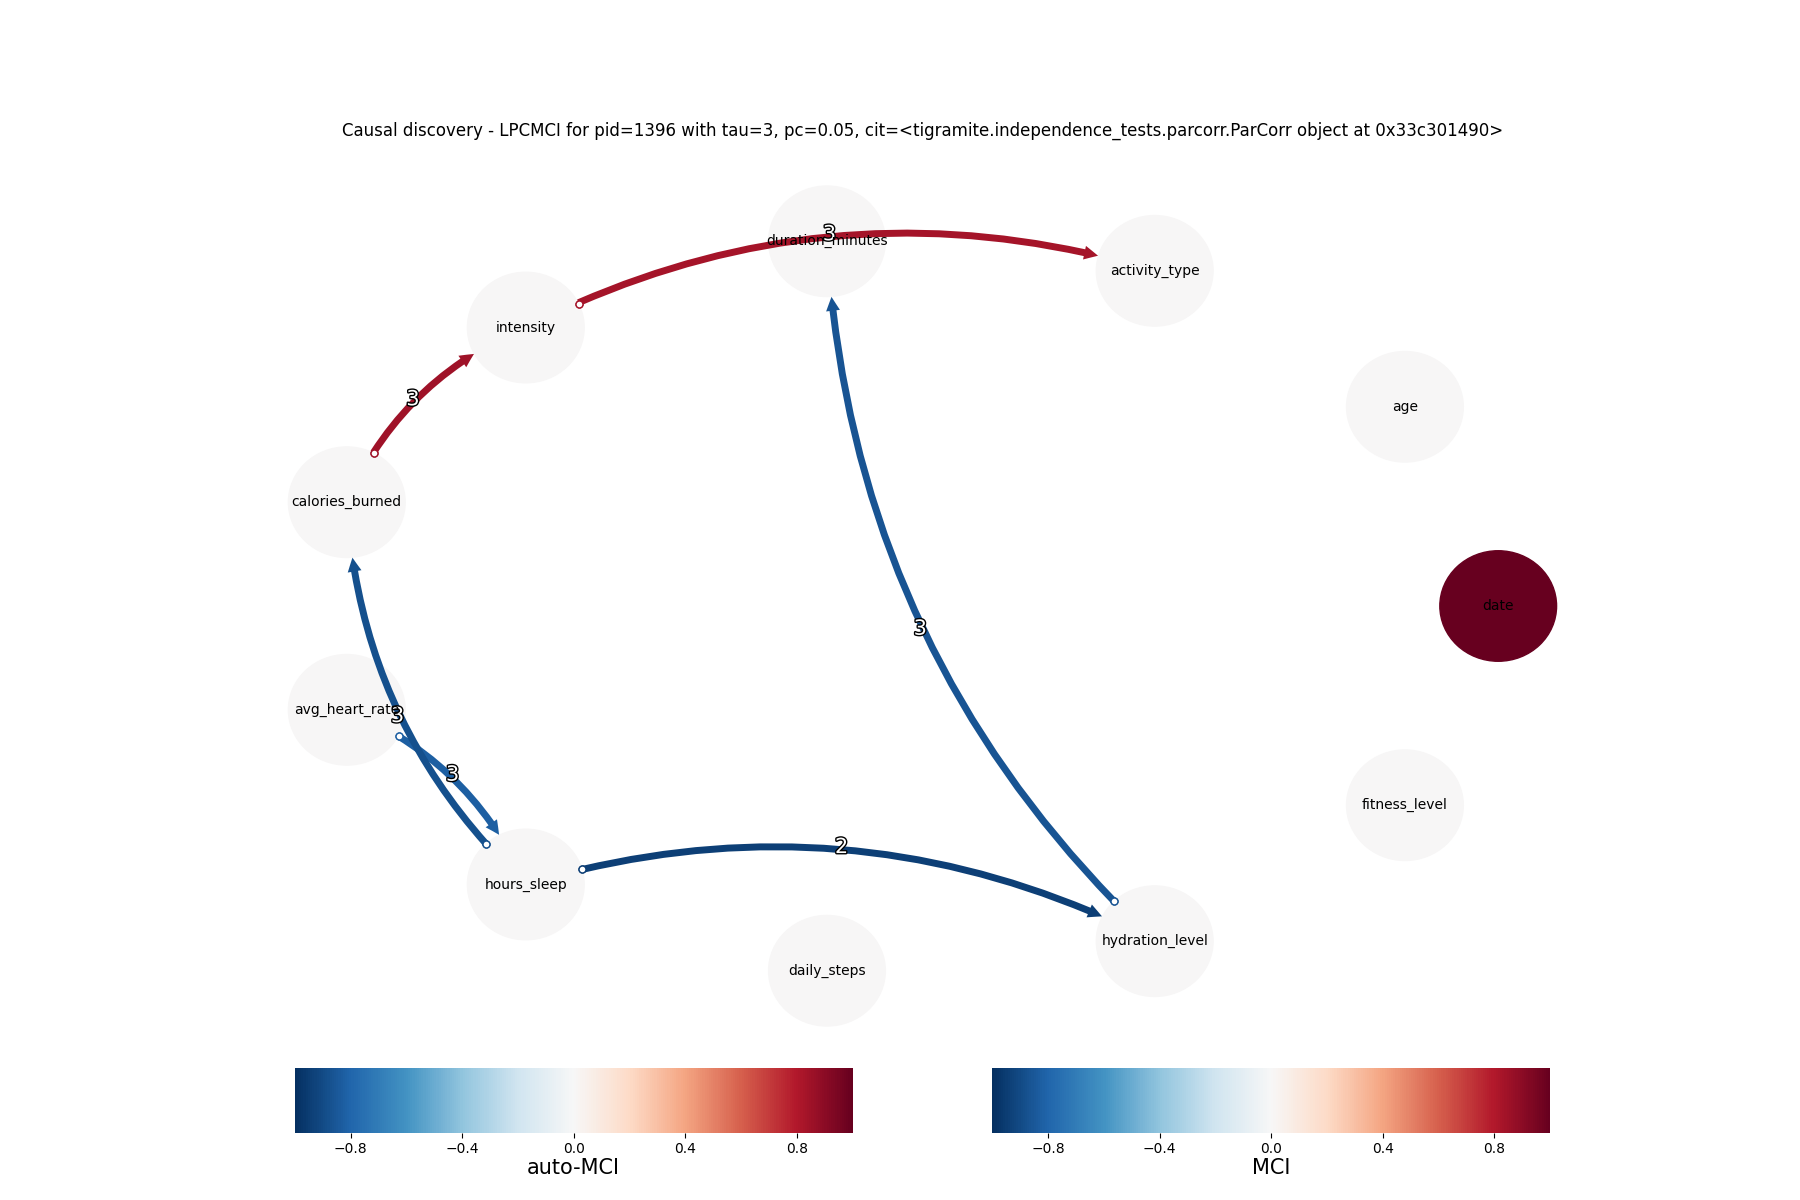 Causal discovery - LPCMCI for pid=1396 with tau=3, pc=0.05, cit=<tigramite.independence_tests.parcorr.ParCorr object at 0x33c301490>
3
duration_minutes
activity_type
intensity
3
age
calories_burned
date
3
avg_heart_rate
3
3
fitness_level
2
hours_sleep
hydration_level
daily_steps
−0.8 −0.4 0.0 0.4 0.8
auto-MCI
−0.8 −0.4 0.0 0.4 0.8
MCI